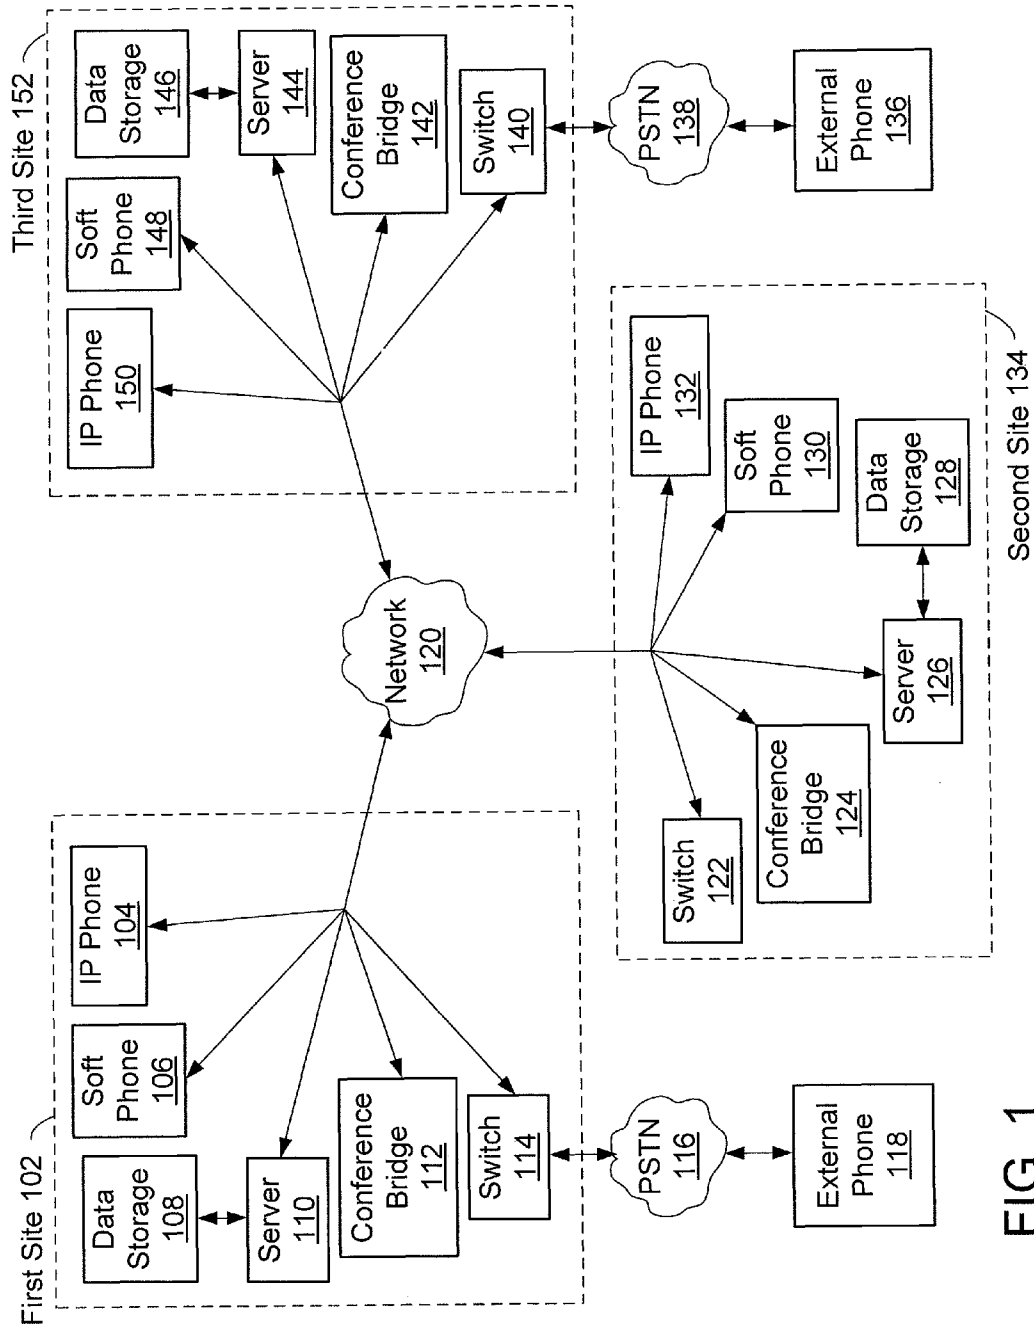 First Site 102
Data
Storage
108
Server
110
Soft
Phone
106
IP Phone
104
Conference
Bridge
112
Switch
114
PSTN
116
External
Phone
118
Network
120
Third Site 152
IP Phone
150
Soft
Phone
148
Data
Storage
146
Server
144
Conference
Bridge
142
Switch
140
PSTN
138
External
Phone
136
Switch
122
Conference
Bridge
124
Server
126
Data
Storage
128
Soft
Phone
130
IP Phone
132
Second Site 134
FIG. 1